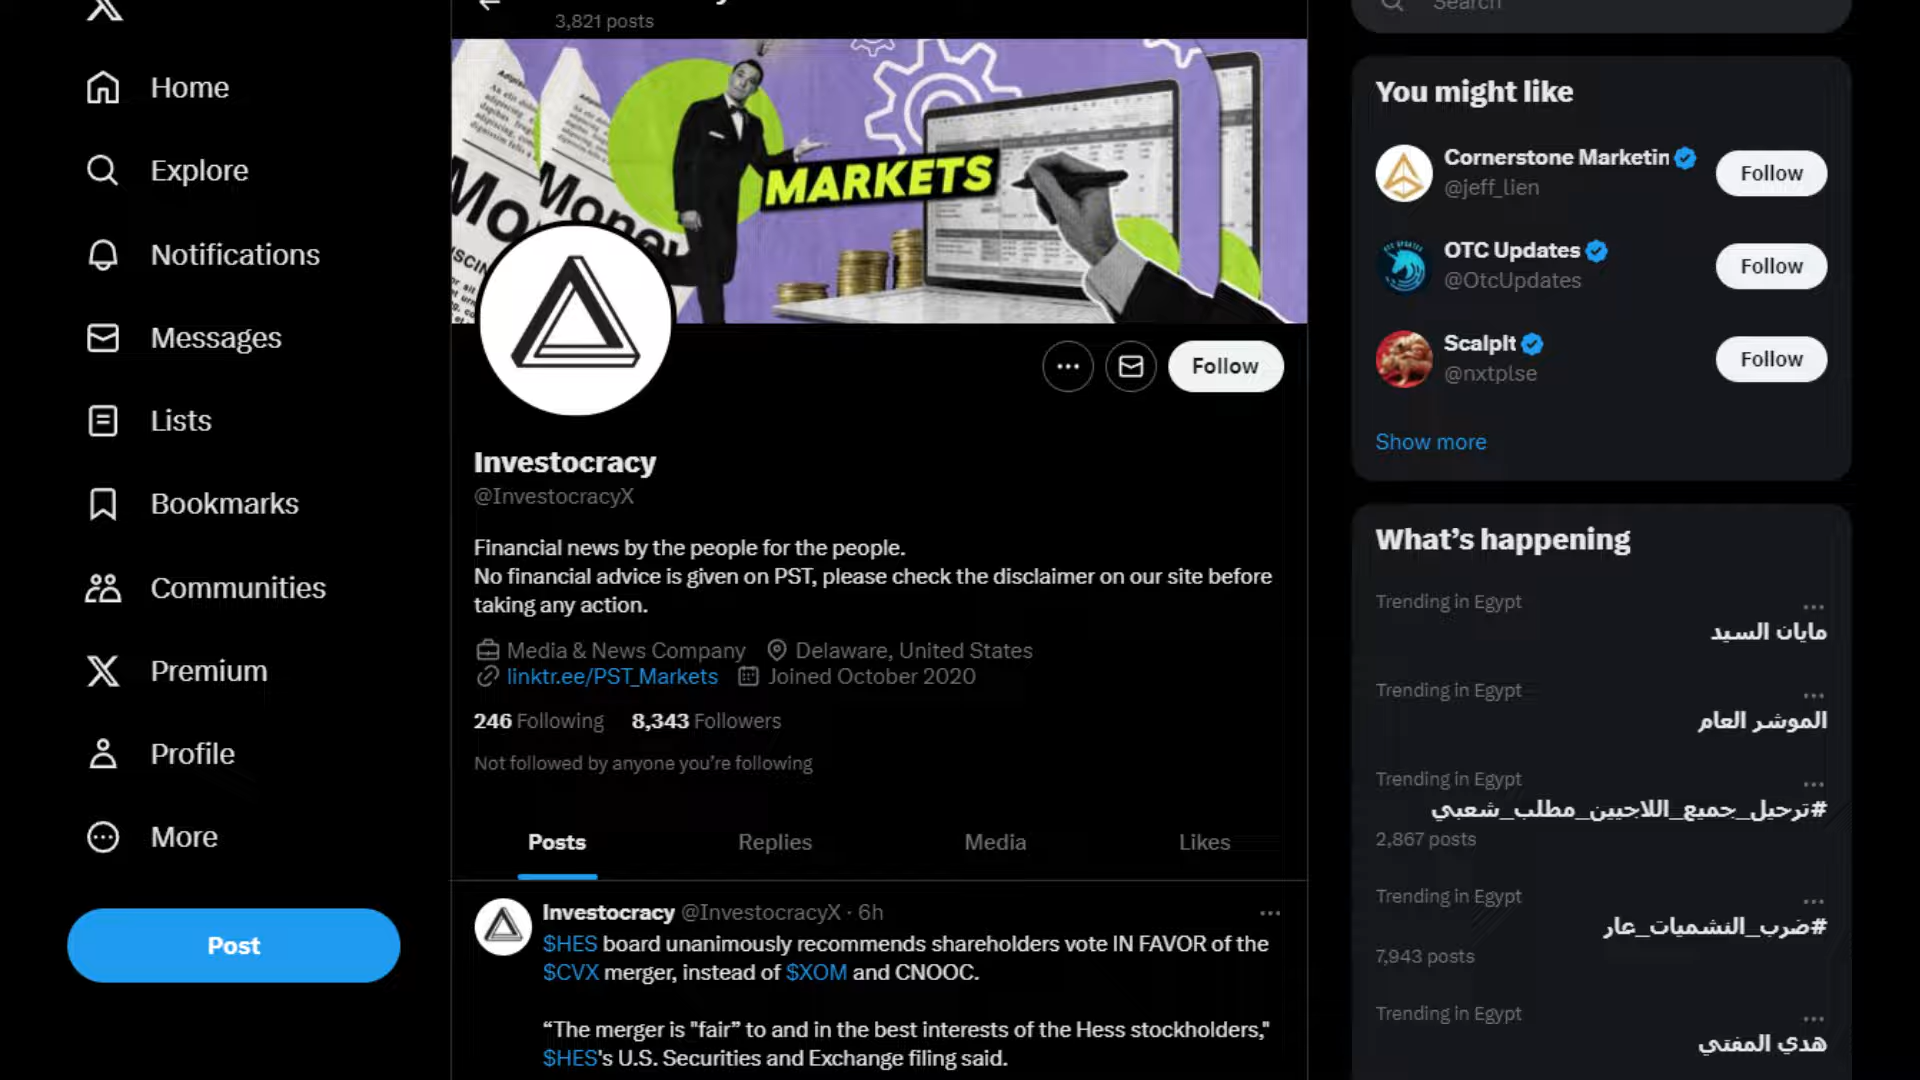 3,821 posts
Home
Explore
Notifications
Messages
Lists
Bookmarks
Communities
Premium
Profile
More
Post
Money
MARKETS
Follow
Investocracy
@InvestocracyX
Financial news by the people for the people.
No financial advice is given on PST, please check the disclaimer on our site before
taking any action.
Media & News Company Delaware, United States
linktr.ee/PST_Markets Joined October 2020
246 Following 8,343 Followers
Not followed by anyone you’re following
Posts Replies Media Likes
Investocracy @InvestocracyX · 6h
$HES board unanimously recommends shareholders vote IN FAVOR of the
$CVX merger, instead of $XOM and CNOOC.
“The merger is "fair” to and in the best interests of the Hess stockholders,"
$HES's U.S. Securities and Exchange filing said.
Search
You might like
Cornerstone Marketin
@jeff_lien
Follow
OTC Updates
@OtcUpdates
Follow
ScalpIt
@nxtplse
Follow
Show more
What’s happening
Trending in Egypt
مايان السيد
Trending in Egypt
الموشر العام
Trending in Egypt
#ترحيل_جميع_اللاجيين_مطلب_شعبي
2,867 posts
Trending in Egypt
#ضرب_النشميات_عار
7,943 posts
Trending in Egypt
هدي المفتي